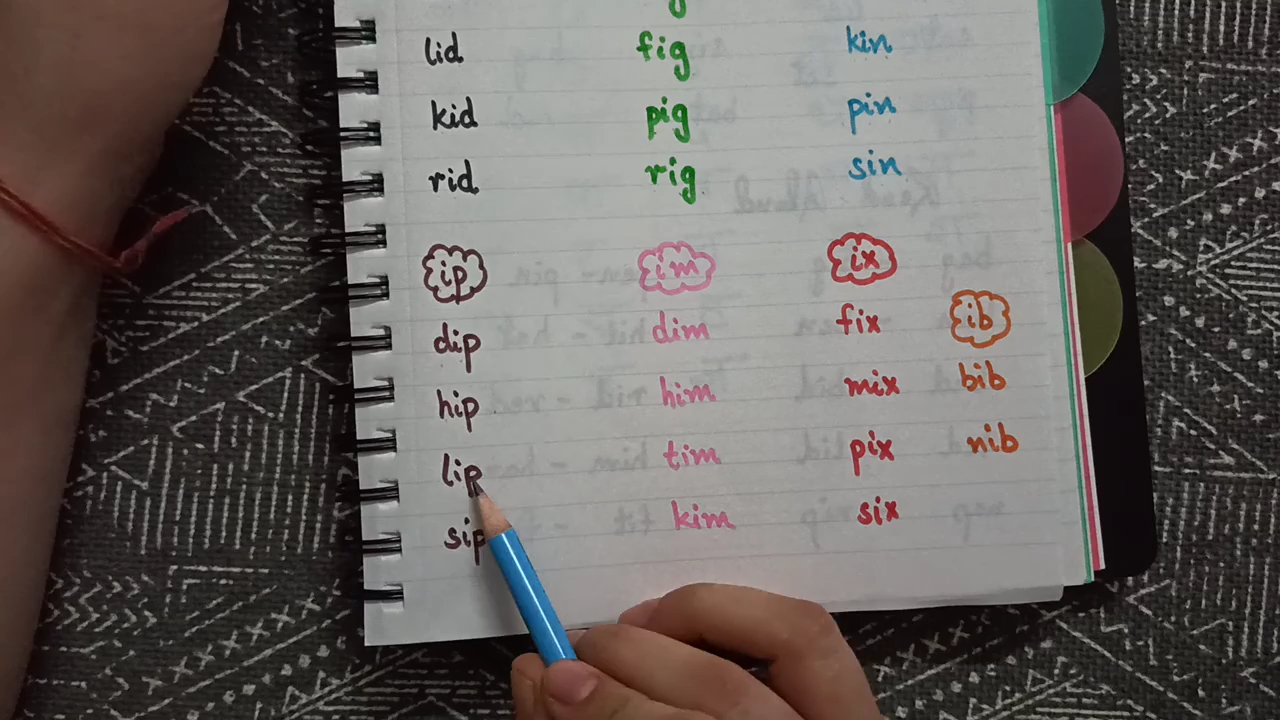 lid fig kin
kid pig pin
rid rig sin
ip im ix
ib
dip dim fix
hip him mix bib
lip tim pix nib
sip kim six